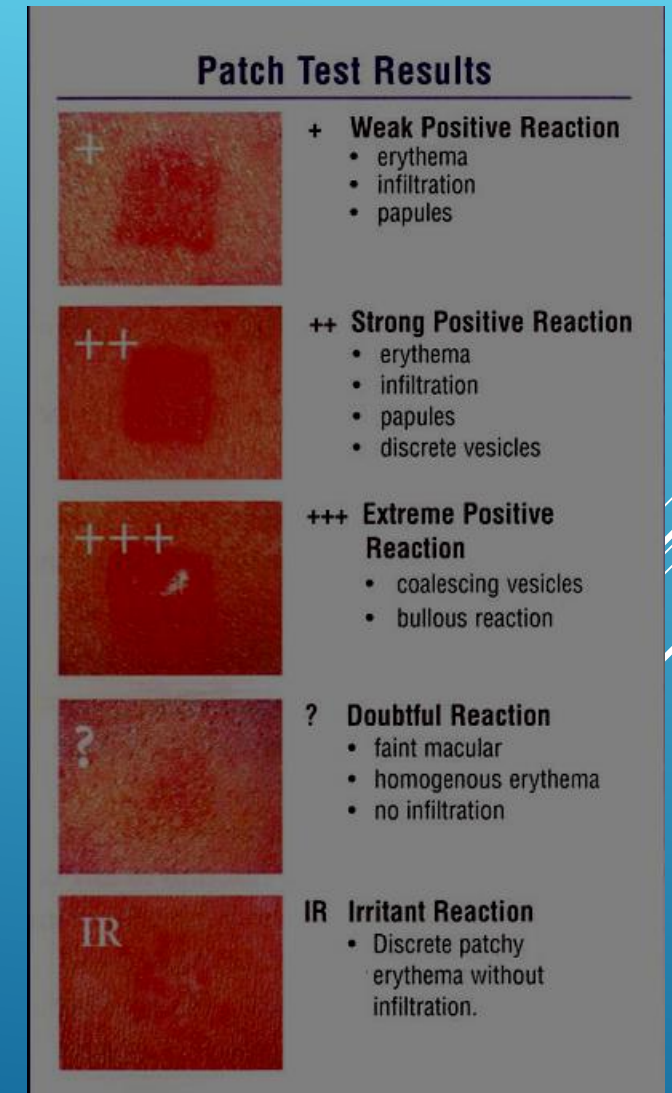 Patch Test Results
+
+ Weak Positive Reaction
• erythema
• infiltration
• papules
++
++ Strong Positive Reaction
• erythema
• infiltration
• papules
• discrete vesicles
+++
+++ Extreme Positive
Reaction
• coalescing vesicles
• bullous reaction
?
? Doubtful Reaction
• faint macular
• homogenous erythema
• no infiltration
IR
IR Irritant Reaction
• Discrete patchy
erythema without
infiltration.